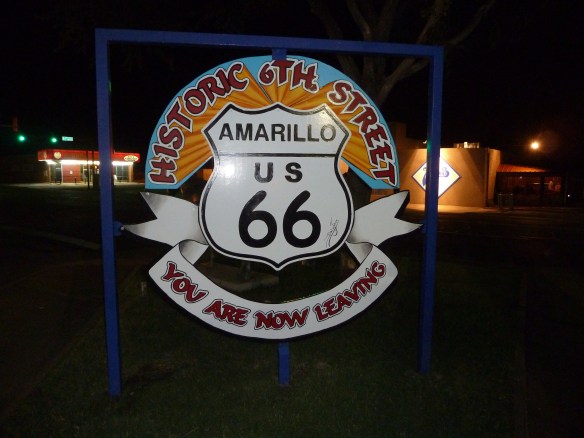 HISTORIC 6TH. STREET
AMARILLO
US
66
YOU ARE NOW LEAVING